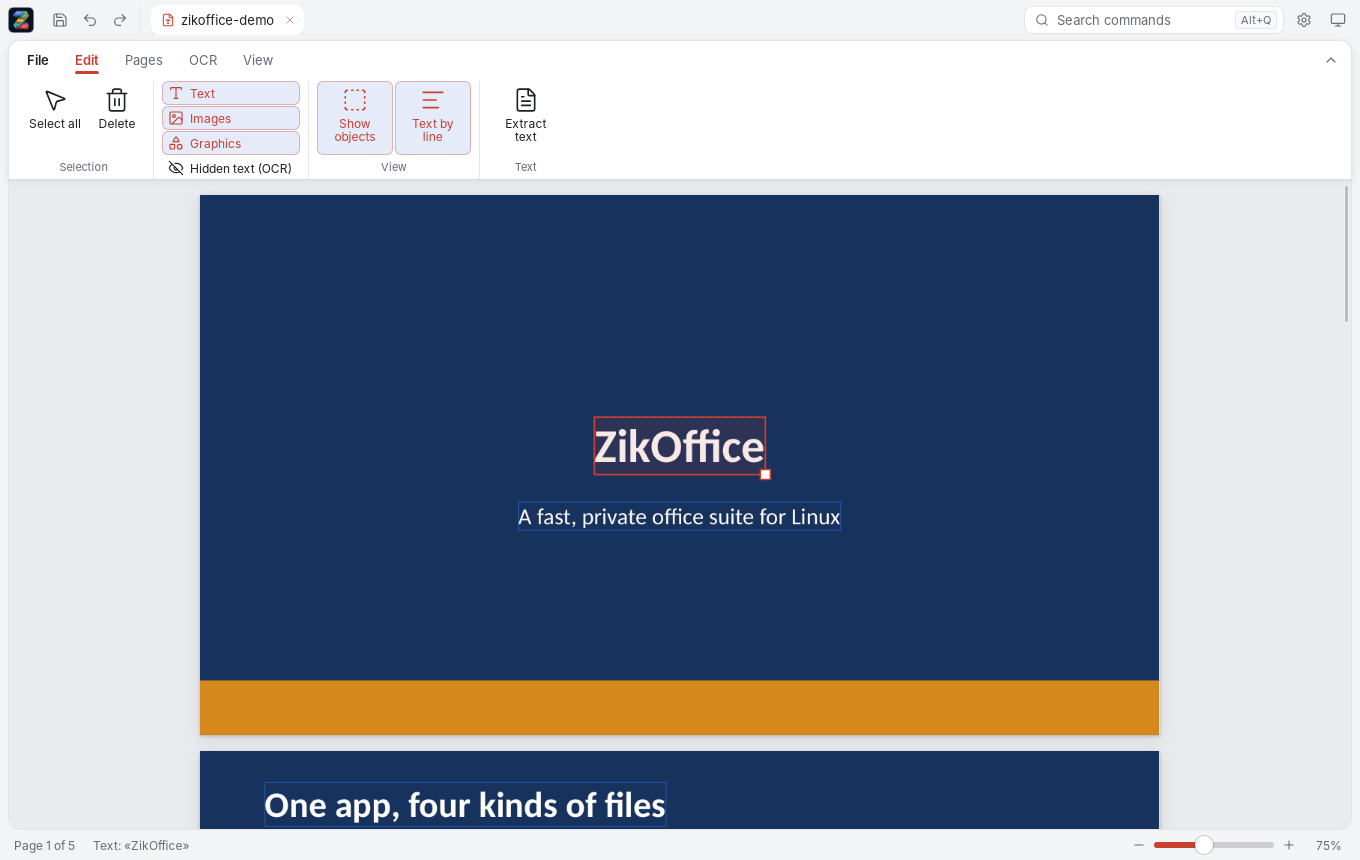 zikoffice-demo
Search commands
Alt+Q
File
Edit
Pages
OCR
View
Select all
Delete
Selection
Text
Images
Graphics
Hidden text (OCR)
Show
objects
Text by
line
View
Extract
text
Text
ZikOffice
A fast, private office suite for Linux
One app, four kinds of files
Page 1 of 5
Text: «ZikOffice»
75%